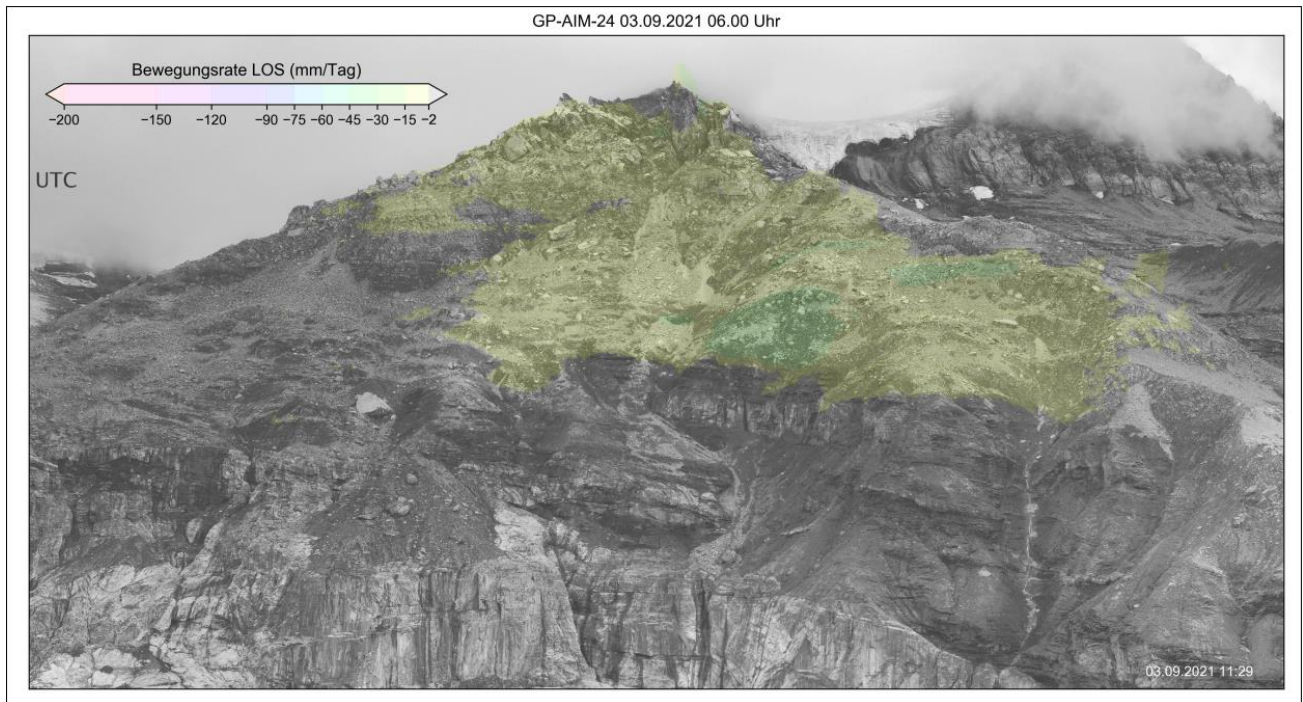 GP-AIM-24 03.09.2021 06.00 Uhr
Bewegungsrate LOS (mm/Tag)
−200 −150 −120 −90 −75 −60 −45 −30 −15 −2
UTC
03.09.2021 11:29